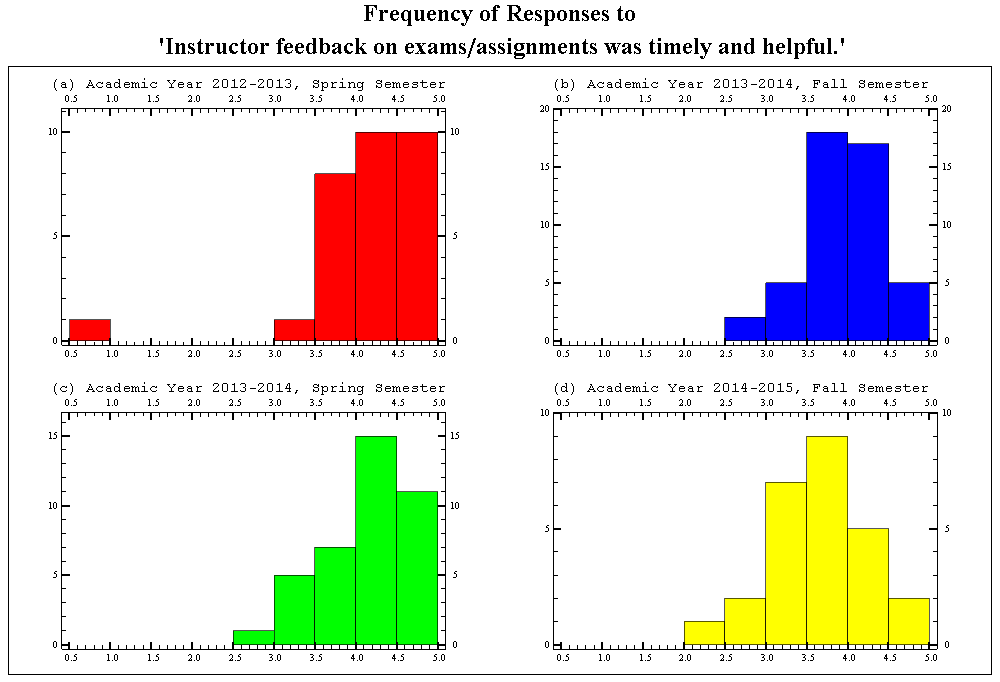 Frequency of Responses to
'Instructor feedback on exams/assignments was timely and helpful.'
(a) Academic Year 2012-2013, Spring Semester
0.5 1.0 1.5 2.0 2.5 3.0 3.5 4.0 4.5 5.0
10 10
5 5
0 0
0.5 1.0 1.5 2.0 2.5 3.0 3.5 4.0 4.5 5.0
(b) Academic Year 2013-2014, Fall Semester
0.5 1.0 1.5 2.0 2.5 3.0 3.5 4.0 4.5 5.0
20 20
15 15
10 10
5 5
0 0
0.5 1.0 1.5 2.0 2.5 3.0 3.5 4.0 4.5 5.0
(c) Academic Year 2013-2014, Spring Semester
0.5 1.0 1.5 2.0 2.5 3.0 3.5 4.0 4.5 5.0
15 15
10 10
5 5
0 0
0.5 1.0 1.5 2.0 2.5 3.0 3.5 4.0 4.5 5.0
(d) Academic Year 2014-2015, Fall Semester
0.5 1.0 1.5 2.0 2.5 3.0 3.5 4.0 4.5 5.0
10 10
5 5
0 0
0.5 1.0 1.5 2.0 2.5 3.0 3.5 4.0 4.5 5.0